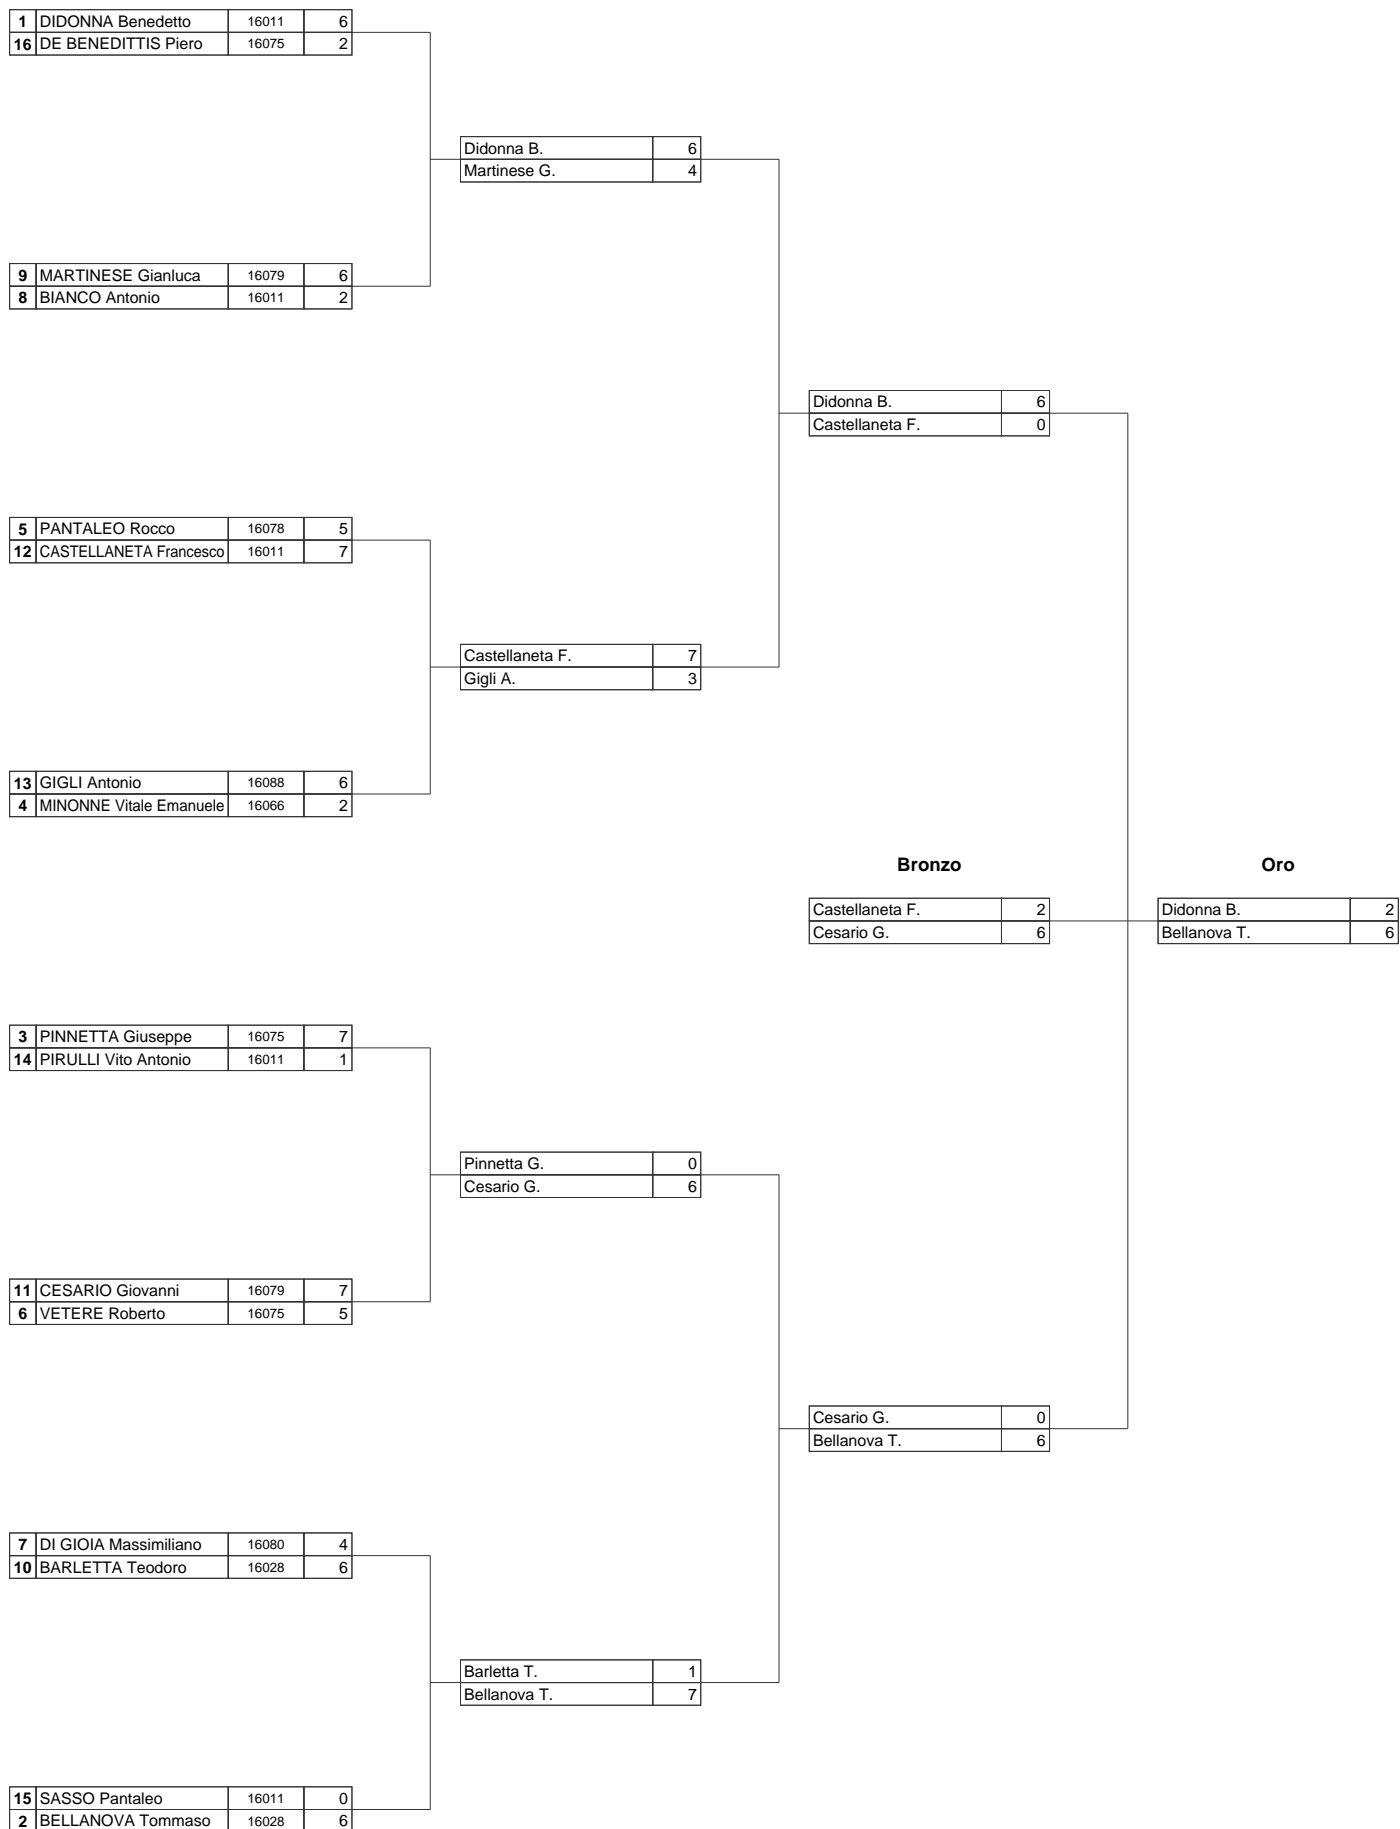 1 DIDONNA Benedetto 16011 6
16 DE BENEDITTIS Piero 16075 2
Didonna B. 6
Martinese G. 4
9 MARTINESE Gianluca 16079 6
8 BIANCO Antonio 16011 2
Didonna B. 6
Castellaneta F. 0
5 PANTALEO Rocco 16078 5
12 CASTELLANETA Francesco 16011 7
Castellaneta F. 7
Gigli A. 3
13 GIGLI Antonio 16088 6
4 MINONNE Vitale Emanuele 16066 2
Bronzo Oro
Castellaneta F. 2 Didonna B. 2
Cesario G. 6 Bellanova T. 6
3 PINNETTA Giuseppe 16075 7
14 PIRULLI Vito Antonio 16011 1
Pinnetta G. 0
Cesario G. 6
11 CESARIO Giovanni 16079 7
6 VETERE Roberto 16075 5
Cesario G. 0
Bellanova T. 6
7 DI GIOIA Massimiliano 16080 4
10 BARLETTA Teodoro 16028 6
Barletta T. 1
Bellanova T. 7
15 SASSO Pantaleo 16011 0
2 BELLANOVA Tommaso 16028 6